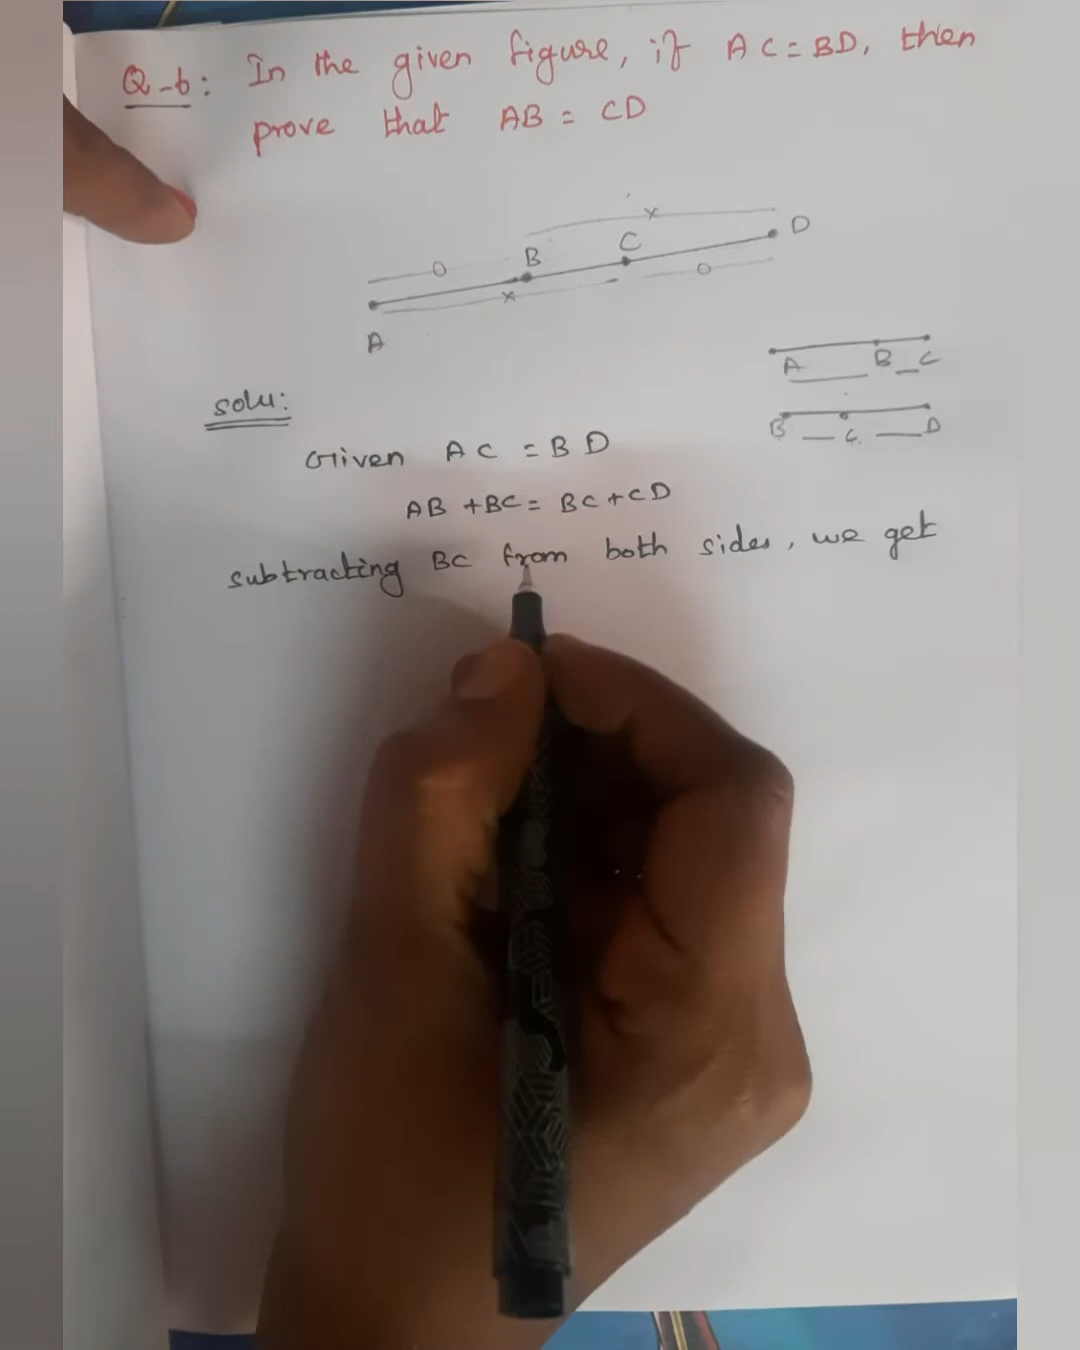 Q-6: In the given figure, if AC = BD, then
prove that AB = CD
x
D
C
B
o
o
x
A
A B C
B C D
solu:
Given AC = BD
AB + BC = BC + CD
subtracting BC from both sides, we get